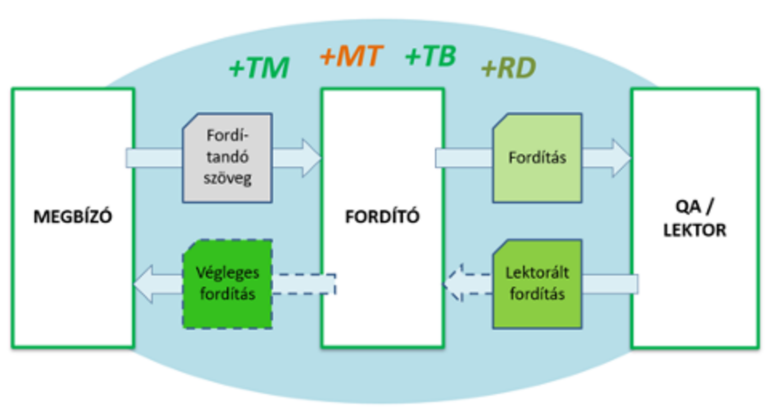 +TM +MT +TB +RD
Fordí-
tandó
szöveg
Fordítás
MEGBÍZÓ
FORDÍTÓ
QA /
LEKTOR
Végleges
fordítás
Lektorált
fordítás